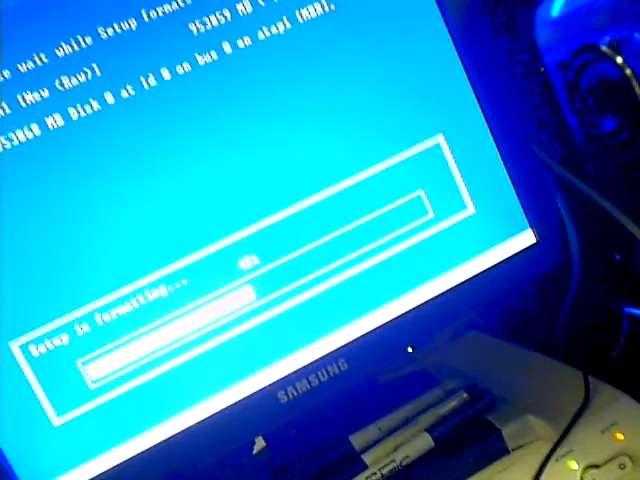 e wait while Setup formats
953859 MB
[New (Raw)]
953868 MB Disk 0 at Id 0 on bus 0 on atapi [MBR].
Setup is formatting...
SAMSUNG